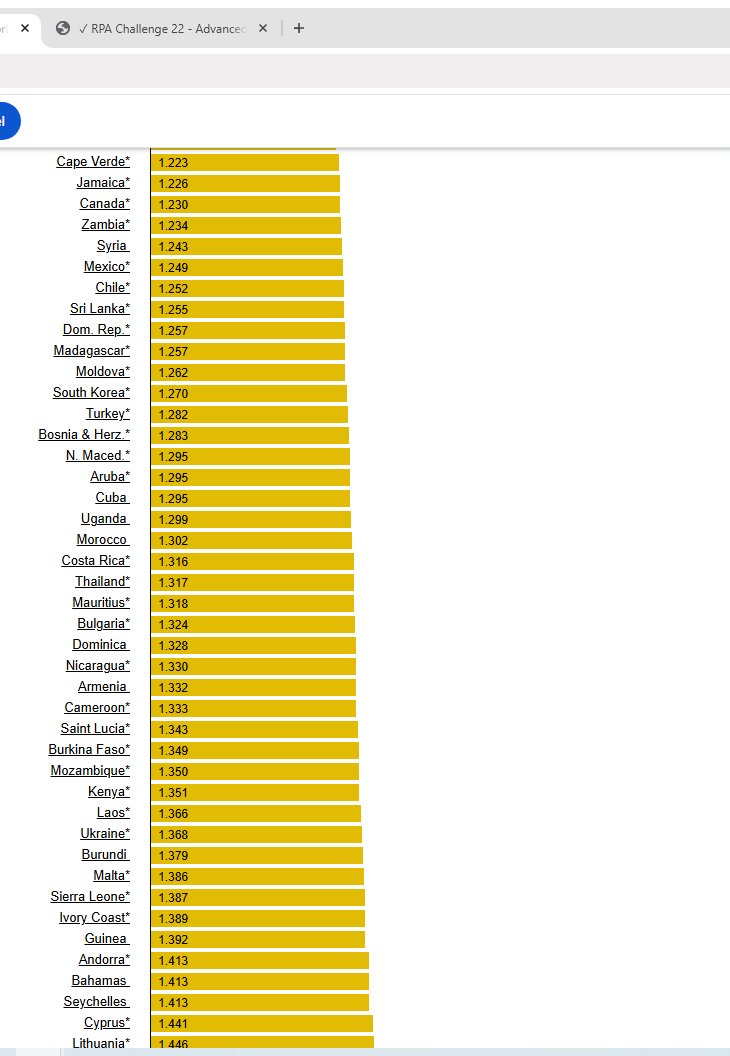 ✓ RPA Challenge 22 - Advanced
Cape Verde* 1.223
Jamaica* 1.226
Canada* 1.230
Zambia* 1.234
Syria 1.243
Mexico* 1.249
Chile* 1.252
Sri Lanka* 1.255
Dom. Rep.* 1.257
Madagascar* 1.257
Moldova* 1.262
South Korea* 1.270
Turkey* 1.282
Bosnia & Herz.* 1.283
N. Maced.* 1.295
Aruba* 1.295
Cuba 1.295
Uganda 1.299
Morocco 1.302
Costa Rica* 1.316
Thailand* 1.317
Mauritius* 1.318
Bulgaria* 1.324
Dominica 1.328
Nicaragua* 1.330
Armenia 1.332
Cameroon* 1.333
Saint Lucia* 1.343
Burkina Faso* 1.349
Mozambique* 1.350
Kenya* 1.351
Laos* 1.366
Ukraine* 1.368
Burundi 1.379
Malta* 1.386
Sierra Leone* 1.387
Ivory Coast* 1.389
Guinea 1.392
Andorra* 1.413
Bahamas 1.413
Seychelles 1.413
Cyprus* 1.441
Lithuania* 1.446